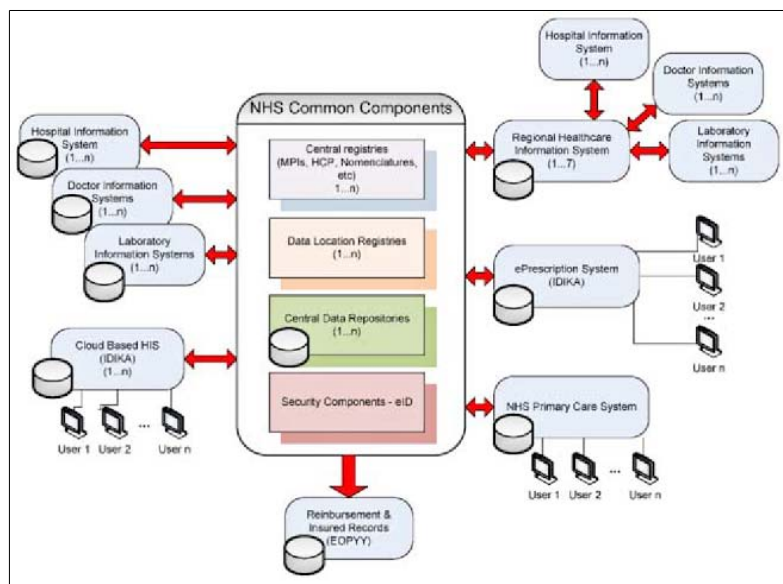 Hospital Information
System
(1...n)
Doctor Information
Systems
(1...n)
Laboratory
Information
Systems
(1...n)
Regional Healthcare
Information System
(1...7)
NHS Common Components
Central registries
(MPIs, HCP, Nomenclatures,
etc)
1...n)
Data Location Registries
(1...n)
Central Data Repositories
(1...n)
Security Components - eID
Hospital Information
System
(1...n)
Doctor Information
Systems
(1...n)
Laboratory
Information Systems
(1...n)
Cloud Based HIS
(IDIKA)
(1...n)
...
User 1
User 2
User n
ePrescription System
(IDIKA)
User 1
User 2
...
User n
NHS Primary Care System
...
User 1
User 2
User n
Reimbursement &
Insured Records
(EOPYY)